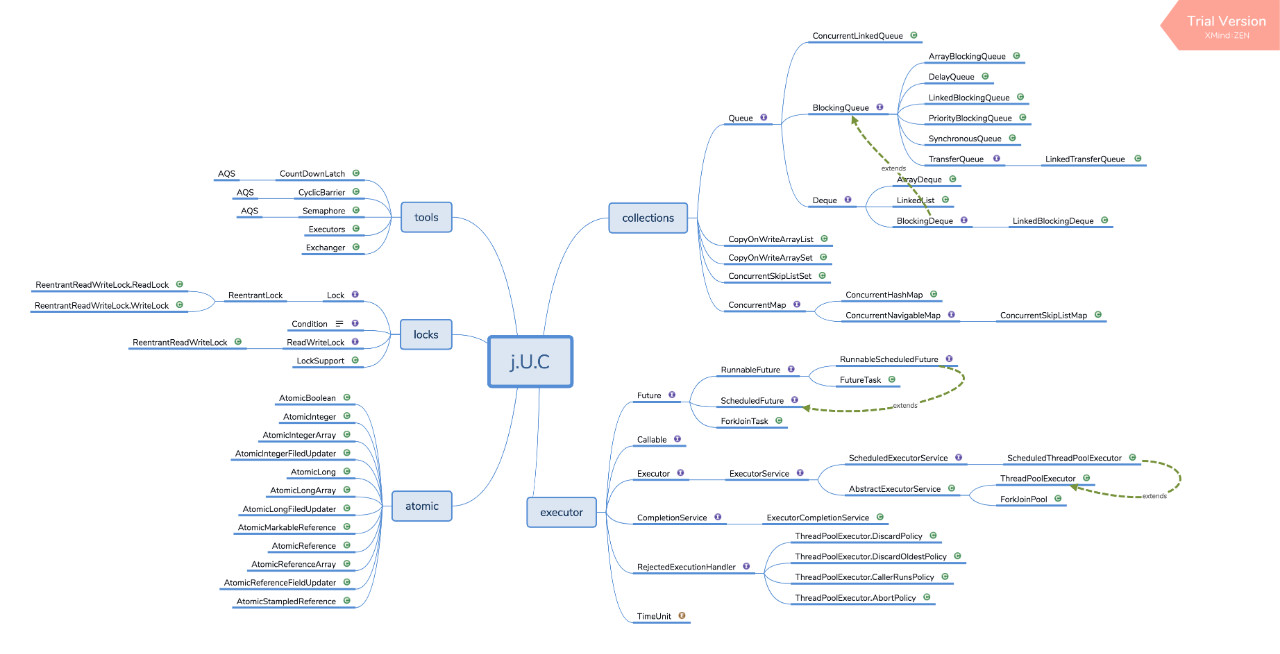 Trial Version
XMind-ZEN
j.U.C
collections
Queue
ConcurrentLinkedQueue
BlockingQueue
ArrayBlockingQueue
DelayQueue
LinkedBlockingQueue
PriorityBlockingQueue
SynchronousQueue
TransferQueue
LinkedTransferQueue
extends
Deque
ArrayDeque
LinkedList
BlockingDeque
LinkedBlockingDeque
CopyOnWriteArrayList
CopyOnWriteArraySet
ConcurrentSkipListSet
ConcurrentMap
ConcurrentHashMap
ConcurrentNavigableMap
ConcurrentSkipListMap
executor
Future
RunnableFuture
RunnableScheduledFuture
FutureTask
ScheduledFuture
extends
ForkJoinTask
Callable
Executor
ExecutorService
ScheduledExecutorService
ScheduledThreadPoolExecutor
AbstractExecutorService
ThreadPoolExecutor
extends
ForkJoinPool
CompletionService
ExecutorCompletionService
RejectedExecutionHandler
ThreadPoolExecutor.DiscardPolicy
ThreadPoolExecutor.DiscardOldestPolicy
ThreadPoolExecutor.CallerRunsPolicy
ThreadPoolExecutor.AbortPolicy
TimeUnit
tools
CountDownLatch
AQS
CyclicBarrier
AQS
Semaphore
AQS
Executors
Exchanger
locks
Lock
ReentrantLock
ReentrantReadWriteLock.ReadLock
ReentrantReadWriteLock.WriteLock
Condition
ReadWriteLock
ReentrantReadWriteLock
LockSupport
atomic
AtomicBoolean
AtomicInteger
AtomicIntegerArray
AtomicIntegerFiledUpdater
AtomicLong
AtomicLongArray
AtomicLongFiledUpdater
AtomicMarkableReference
AtomicReference
AtomicReferenceArray
AtomicReferenceFieldUpdater
AtomicStampledReference